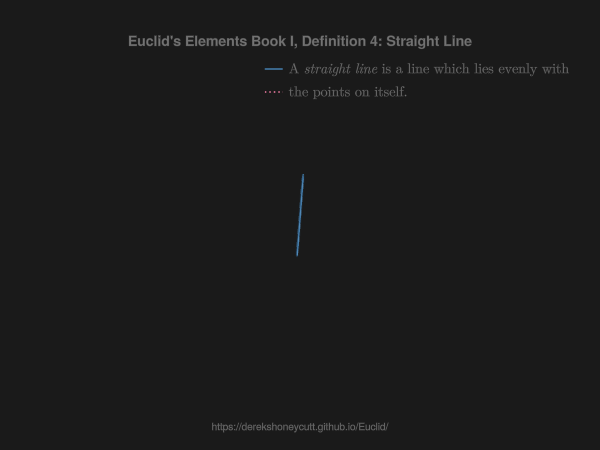 Euclid's Elements Book I, Definition 4: Straight Line
A straight line is a line which lies evenly with
the points on itself.
https://derekshoneycutt.github.io/Euclid/